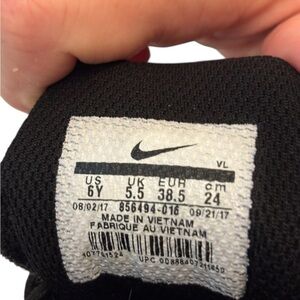 VL
US UK EUR cm
6Y 5.5 38.5 24
08/02/17 856494-016 09/21/17
MADE IN VIETNAM
FABRIQUE AU VIETNAM
UPC